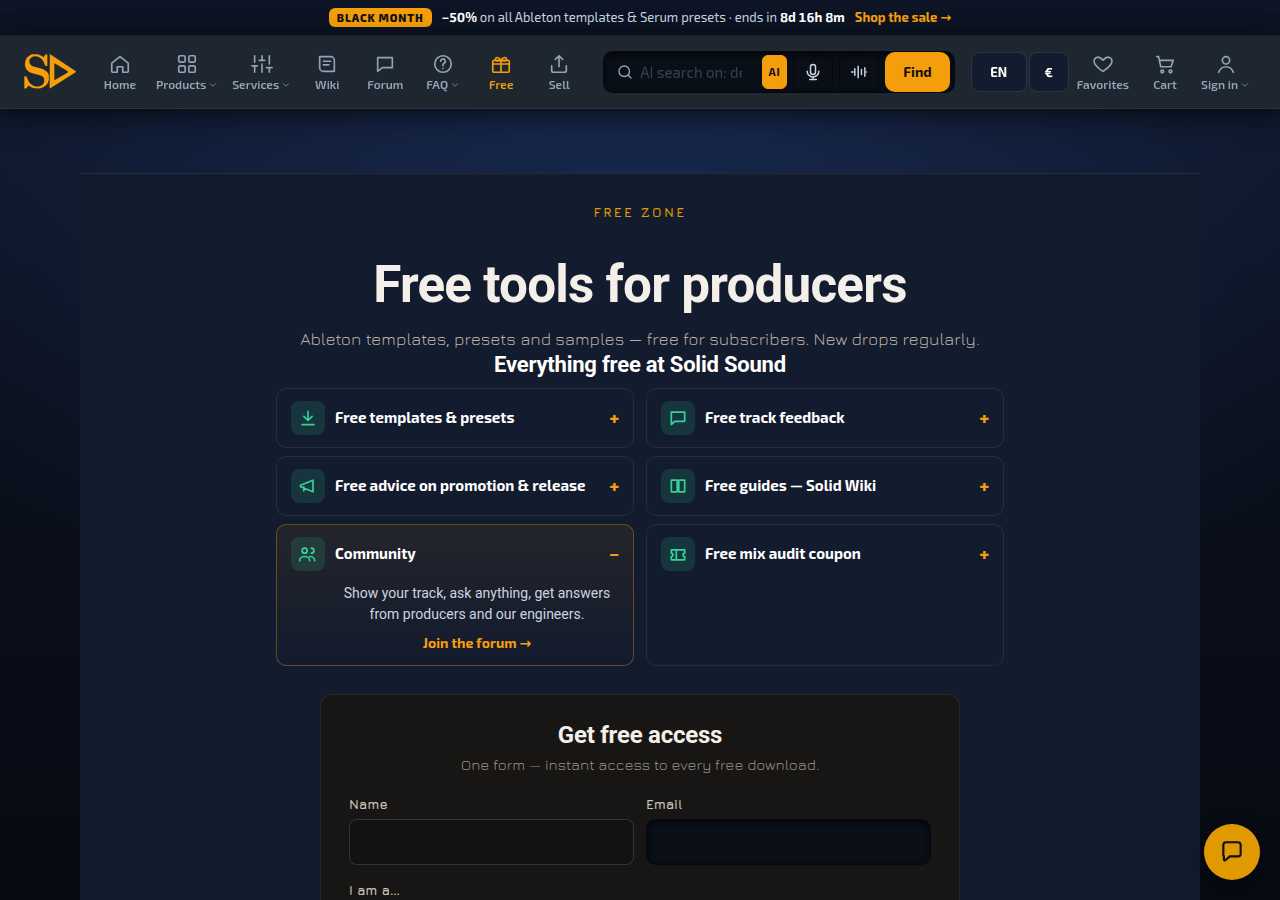 BLACK MONTH −50% on all Ableton templates & Serum presets · ends in 8d 16h 8m Shop the sale →
Home Products Services Wiki Forum FAQ Free Sell AI search on: dr AI Find EN € Favorites Cart Sign in
FREE ZONE
Free tools for producers
Ableton templates, presets and samples — free for subscribers. New drops regularly.
Everything free at Solid Sound
Free templates & presets +
Free track feedback +
Free advice on promotion & release +
Free guides — Solid Wiki +
Community −
Show your track, ask anything, get answers
from producers and our engineers.
Join the forum →
Free mix audit coupon +
Get free access
One form — instant access to every free download.
Name
Email
I am a...